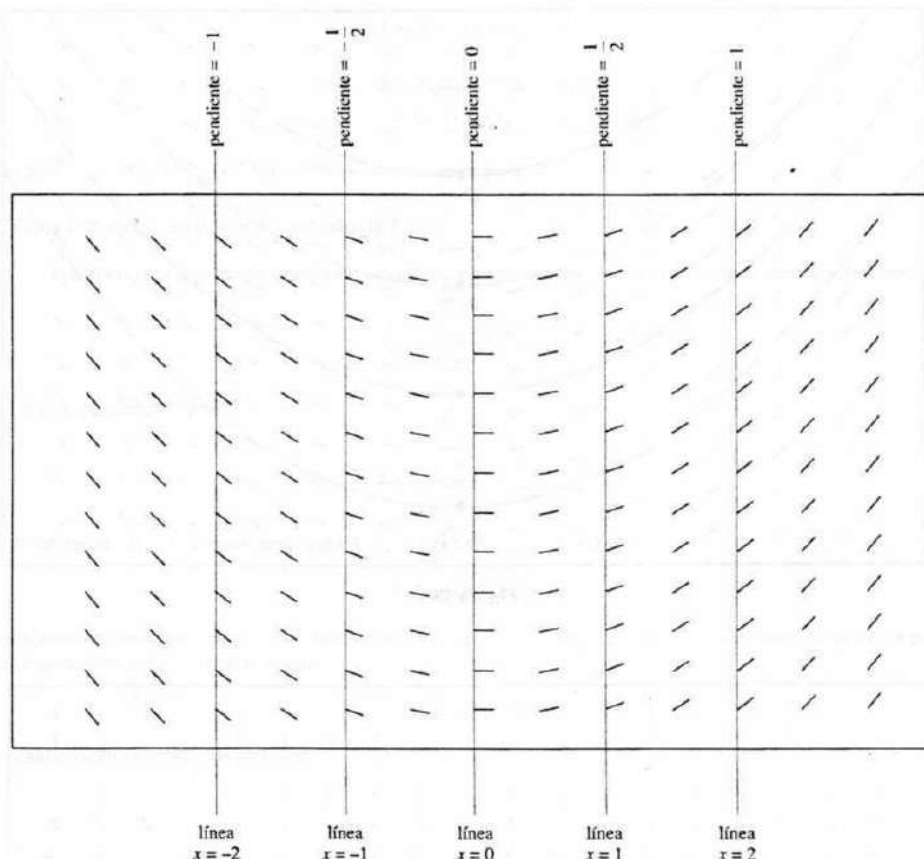 pendiente = −1
pendiente = −1/2
pendiente = 0
pendiente = 1/2
pendiente = 1
línea
x = −2
línea
x = −1
línea
x = 0
línea
x = 1
línea
x = 2